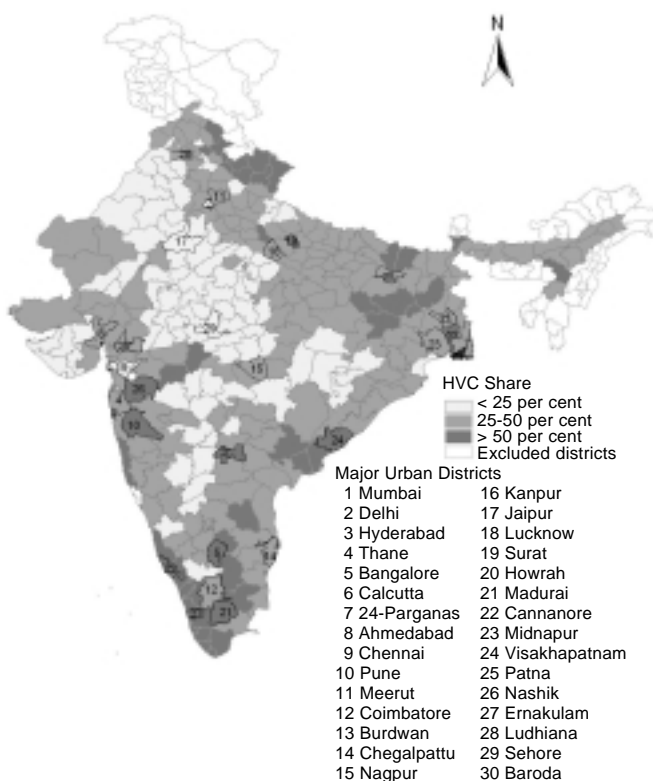 N
HVC Share
< 25 per cent
25-50 per cent
> 50 per cent
Excluded districts
Major Urban Districts
1 Mumbai 16 Kanpur
2 Delhi 17 Jaipur
3 Hyderabad 18 Lucknow
4 Thane 19 Surat
5 Bangalore 20 Howrah
6 Calcutta 21 Madurai
7 24-Parganas 22 Cannanore
8 Ahmedabad 23 Midnapur
9 Chennai 24 Visakhapatnam
10 Pune 25 Patna
11 Meerut 26 Nashik
12 Coimbatore 27 Ernakulam
13 Burdwan 28 Ludhiana
14 Chegalpattu 29 Sehore
15 Nagpur 30 Baroda